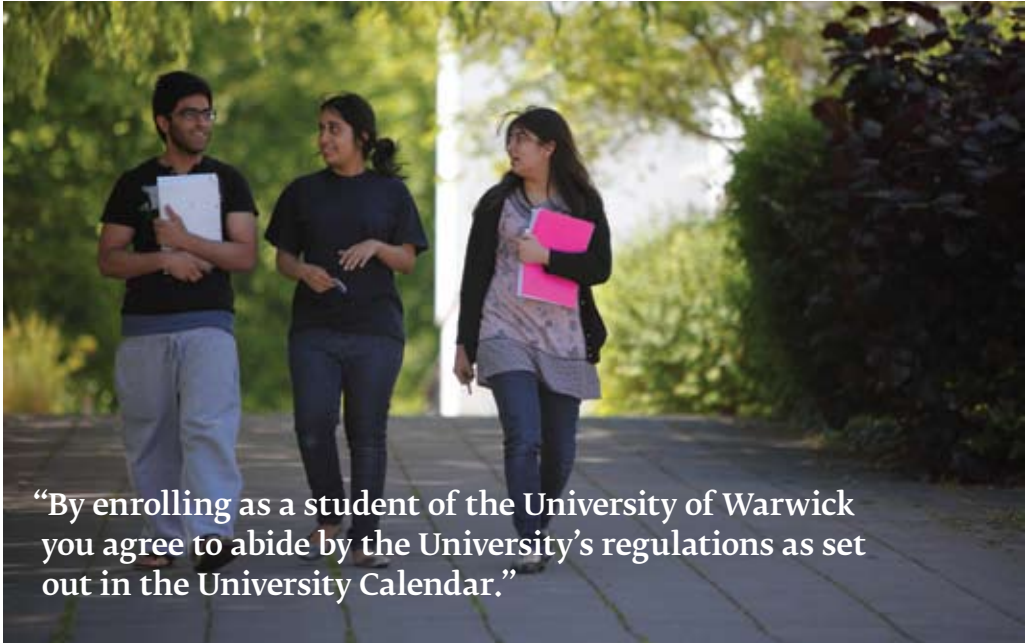 “By enrolling as a student of the University of Warwick
you agree to abide by the University’s regulations as set
out in the University Calendar.”